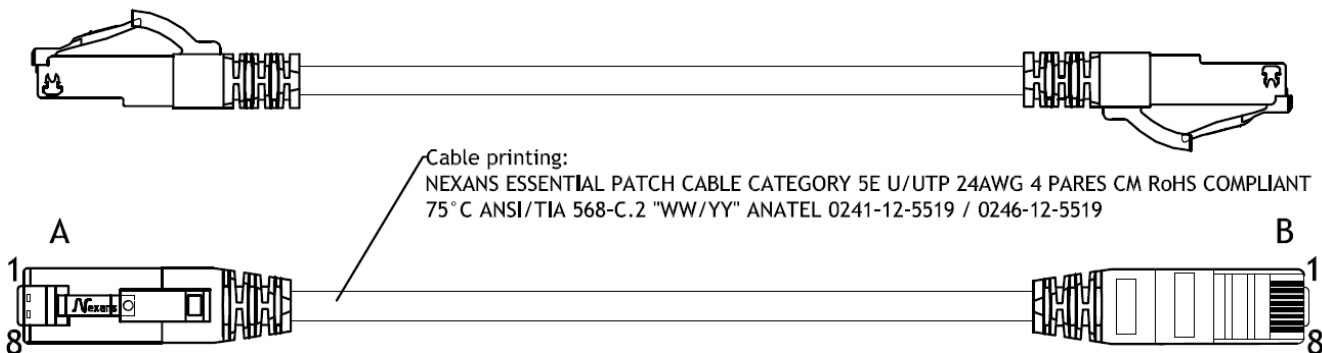 Cable printing:
NEXANS ESSENTIAL PATCH CABLE CATEGORY 5E U/UTP 24AWG 4 PARES CM RoHS COMPLIANT
75°C ANSI/TIA 568-C.2 "WW/YY" ANATEL 0241-12-5519 / 0246-12-5519
A
B
1
1
Nexans
8
8